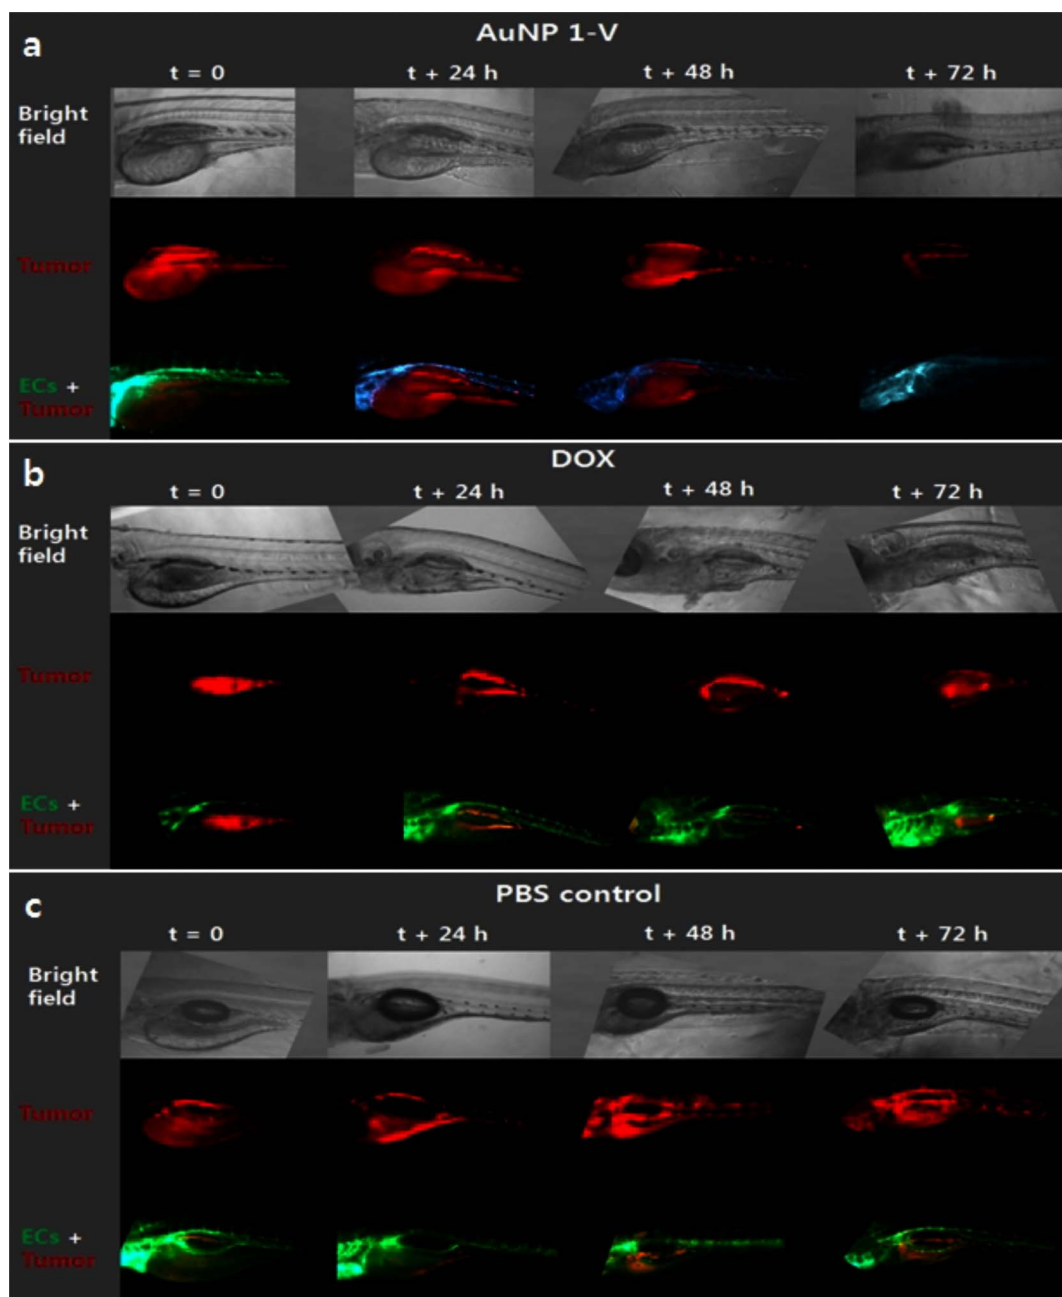 a
AuNP 1-V
t = 0
t + 24 h
t + 48 h
t + 72 h
Bright
field
Tumor
ECs +
Tumor
b
DOX
t = 0
t + 24 h
t + 48 h
t + 72 h
Bright
field
Tumor
ECs +
Tumor
c
PBS control
t = 0
t + 24 h
t + 48 h
t + 72 h
Bright
field
Tumor
ECs +
Tumor